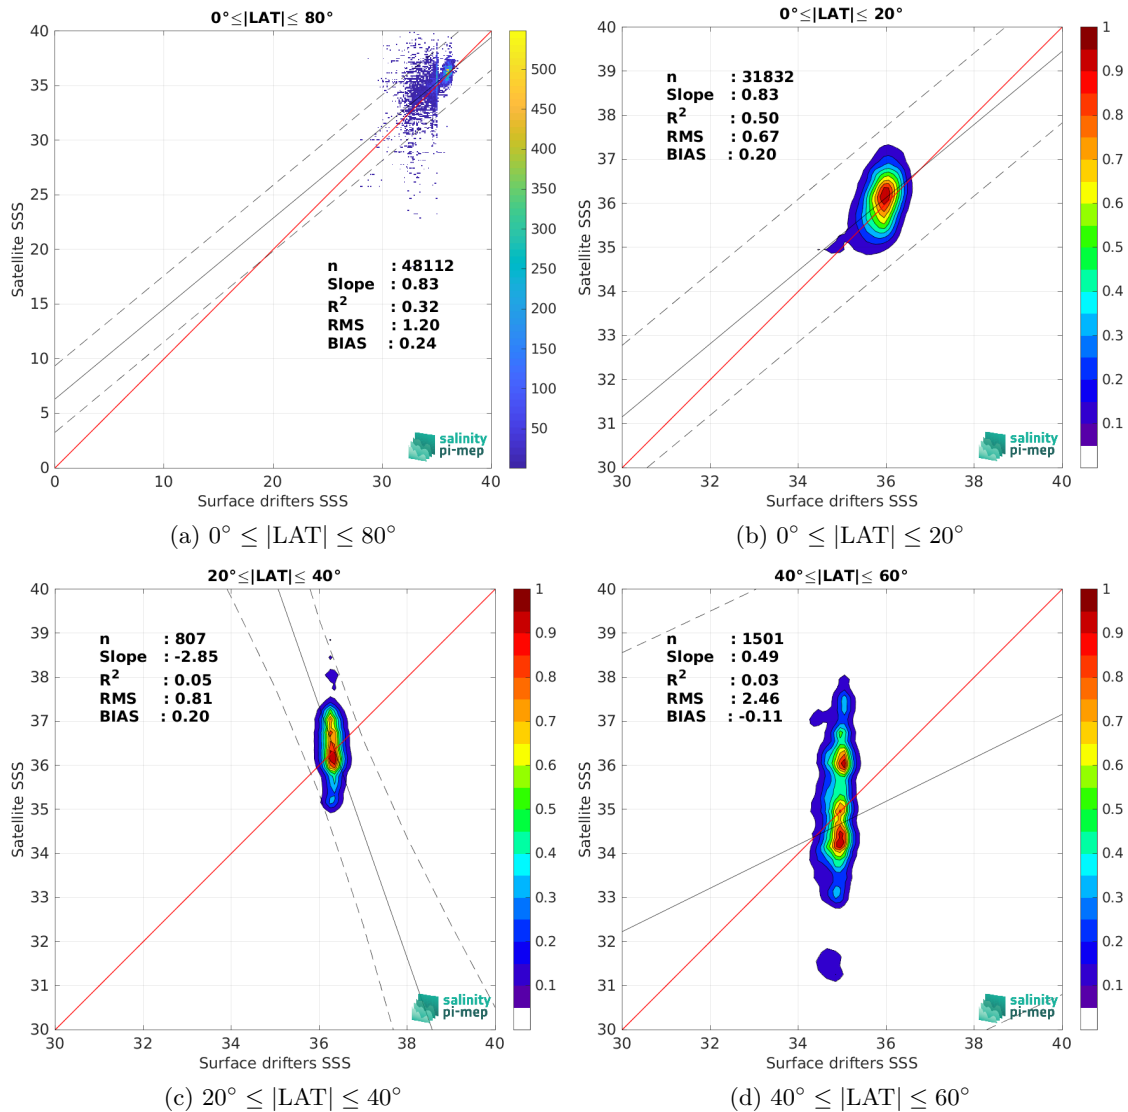 0°≤|LAT|≤ 80°
40
35
30
25
20
15
10
5
0
Satellite SSS
0
10
20
30
40
Surface drifters SSS
n : 48112
Slope : 0.83
R² : 0.32
RMS : 1.20
BIAS : 0.24
salinity
pi-mep
500
450
400
350
300
250
200
150
100
50
(a) 0° ≤ |LAT| ≤ 80°
0°≤|LAT|≤ 20°
40
39
38
37
36
35
34
33
32
31
30
Satellite SSS
30
32
34
36
38
40
Surface drifters SSS
n : 31832
Slope : 0.83
R² : 0.50
RMS : 0.67
BIAS : 0.20
salinity
pi-mep
1
0.9
0.8
0.7
0.6
0.5
0.4
0.3
0.2
0.1
(b) 0° ≤ |LAT| ≤ 20°
20°≤|LAT|≤ 40°
40
39
38
37
36
35
34
33
32
31
30
Satellite SSS
30
32
34
36
38
40
Surface drifters SSS
n : 807
Slope : -2.85
R² : 0.05
RMS : 0.81
BIAS : 0.20
salinity
pi-mep
1
0.9
0.8
0.7
0.6
0.5
0.4
0.3
0.2
0.1
(c) 20° ≤ |LAT| ≤ 40°
40°≤|LAT|≤ 60°
40
39
38
37
36
35
34
33
32
31
30
Satellite SSS
30
32
34
36
38
40
Surface drifters SSS
n : 1501
Slope : 0.49
R² : 0.03
RMS : 2.46
BIAS : -0.11
salinity
pi-mep
1
0.9
0.8
0.7
0.6
0.5
0.4
0.3
0.2
0.1
(d) 40° ≤ |LAT| ≤ 60°